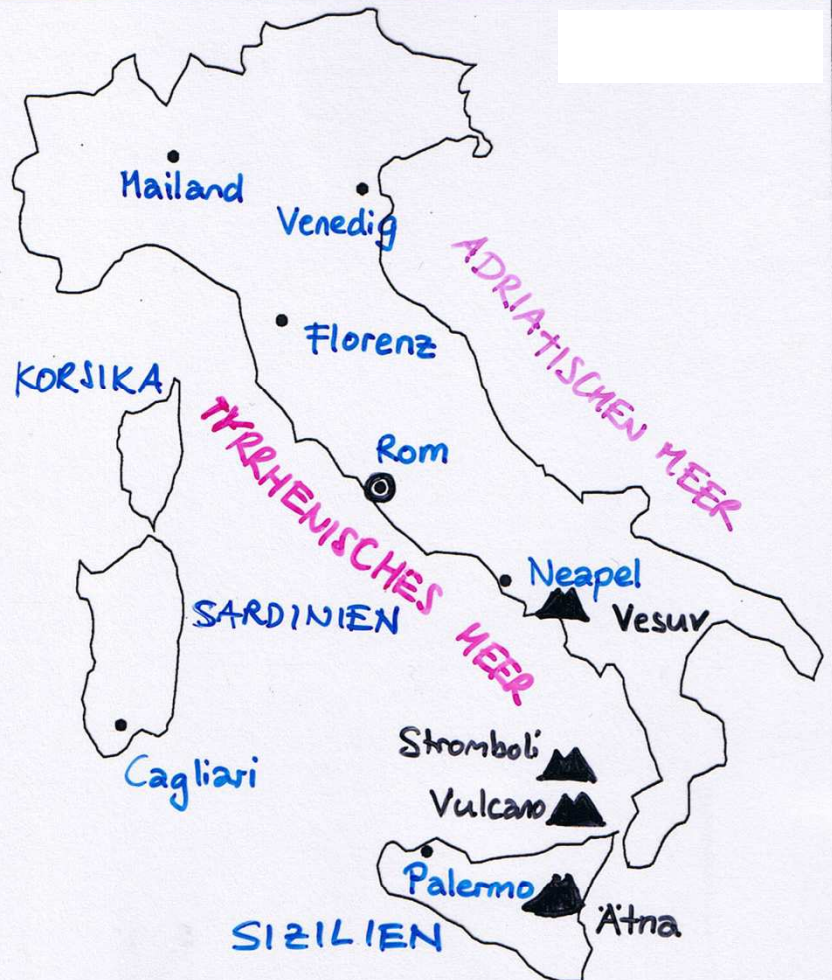 Mailand
Venedig
ADRIATISCHEN MEER
Florenz
KORSIKA
TYRRHENISCHES MEER
Rom
Neapel
Vesuv
SARDINIEN
Stromboli
Cagliari
Vulcano
Palermo
Ätna
SIZILIEN